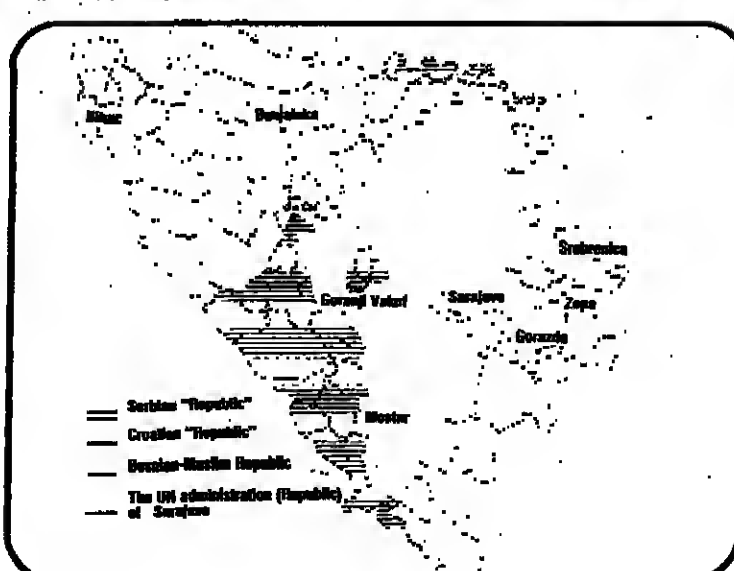 Bihac
Banjaluka
Srebrenica
Gornji Vakuf
Sarajevo
Zepa
Gorazde
Mostar
Serbian "Republic"
Croatian "Republic"
Bosnian-Muslim Republic
The UN administration (Republic)
of Sarajevo